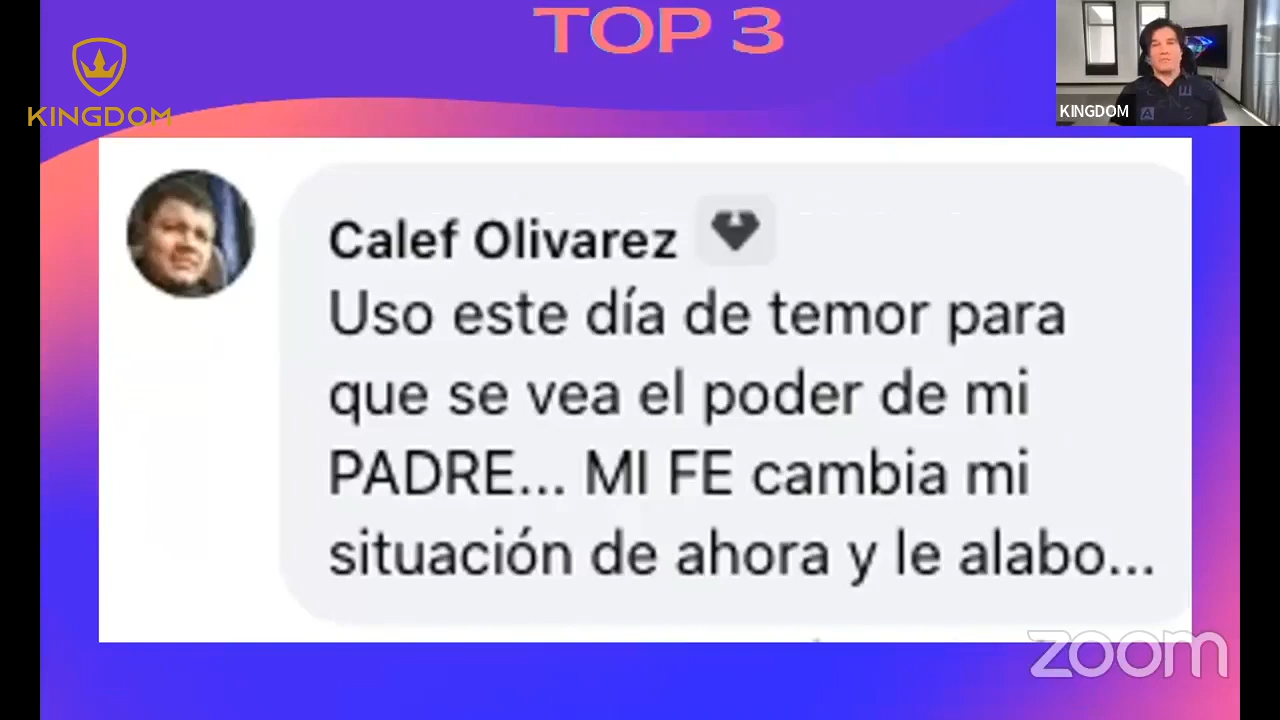 TOP 3
KINGDOM
KINGDOM
Calef Olivarez
Uso este día de temor para
que se vea el poder de mi
PADRE... MI FE cambia mi
situación de ahora y le alabo...
zoom